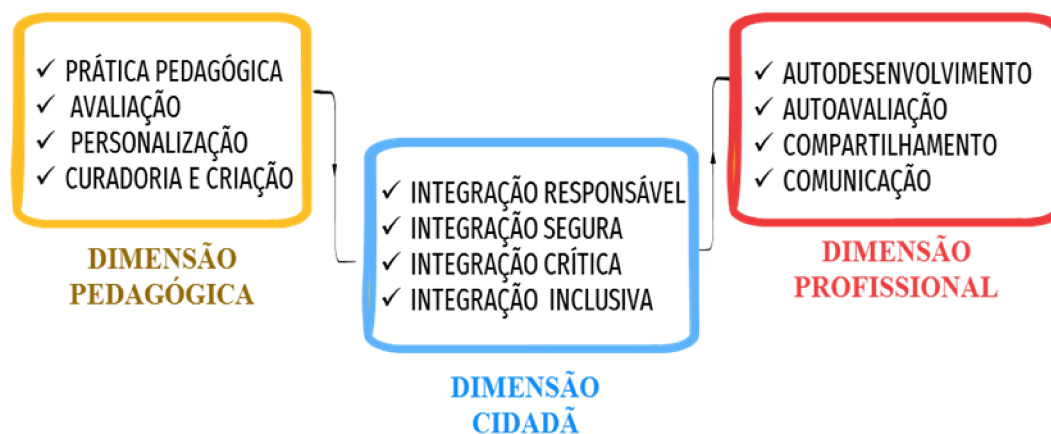 ✓ PRÁTICA PEDAGÓGICA
✓ AVALIAÇÃO
✓ PERSONALIZAÇÃO
✓ CURADORIA E CRIAÇÃO
DIMENSÃO
PEDAGÓGICA
✓ INTEGRAÇÃO RESPONSÁVEL
✓ INTEGRAÇÃO SEGURA
✓ INTEGRAÇÃO CRÍTICA
✓ INTEGRAÇÃO INCLUSIVA
DIMENSÃO
CIDADÃ
✓ AUTODESENVOLVIMENTO
✓ AUTOAVALIAÇÃO
✓ COMPARTILHAMENTO
✓ COMUNICAÇÃO
DIMENSÃO
PROFISSIONAL